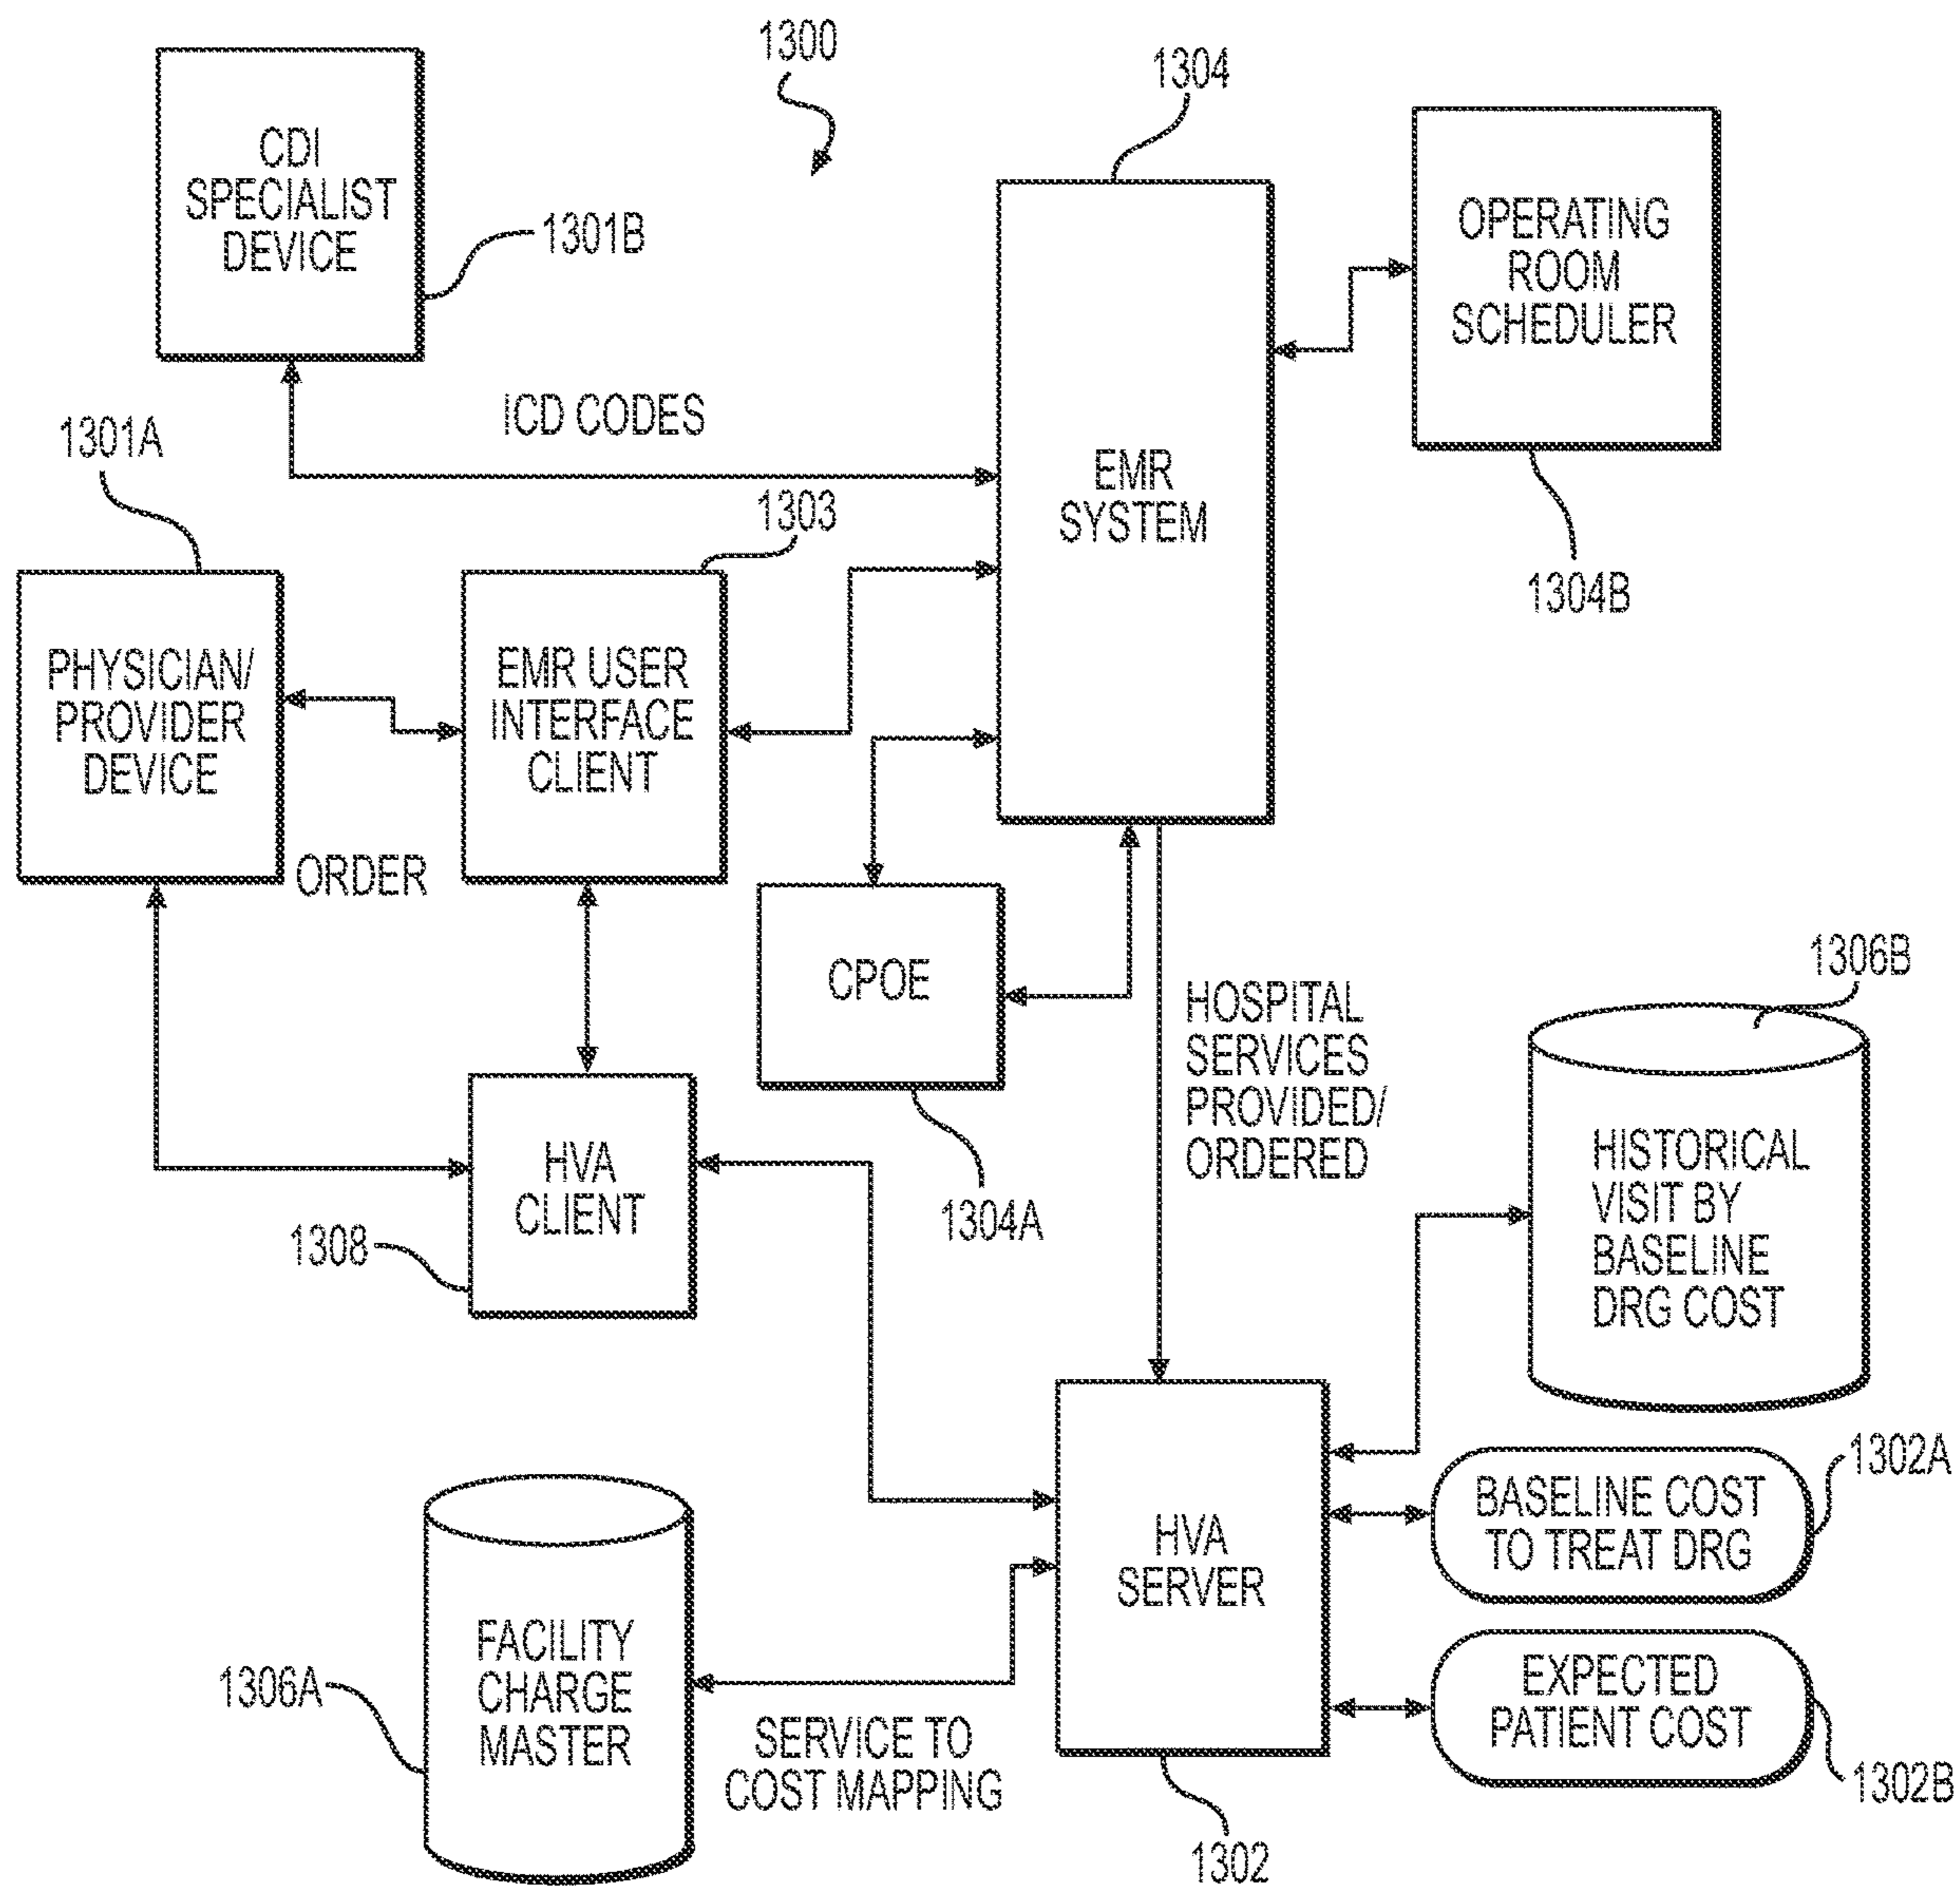 1300
1304
CDI
SPECIALIST
DEVICE
1301B
OPERATING
ROOM
SCHEDULER
1304B
ICD CODES
EMR
SYSTEM
1301A
1303
PHYSICIAN/
PROVIDER
DEVICE
EMR USER
INTERFACE
CLIENT
ORDER
CPOE
1304A
HOSPITAL
SERVICES
PROVIDED/
ORDERED
1306B
HISTORICAL
VISIT BY
BASELINE
DRG COST
HVA
CLIENT
1308
1302A
BASELINE COST
TO TREAT DRG
HVA
SERVER
FACILITY
CHARGE
MASTER
1306A
EXPECTED
PATIENT COST
1302B
SERVICE TO
COST MAPPING
1302